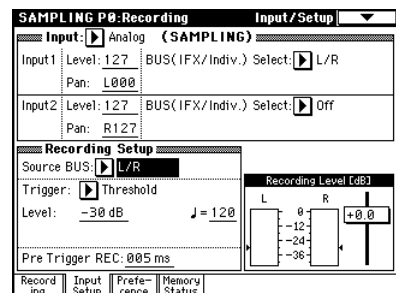 SAMPLING P0:Recording Input/Setup
Input: Analog (SAMPLING)
Input1 Level: 127 BUS(IFX/Indiv.) Select: L/R
Pan: L000
Input2 Level: 127 BUS(IFX/Indiv.) Select: Off
Pan: R127
Recording Setup
Source BUS: L/R
Trigger: Threshold
Level: -30 dB ♩= 120
Pre Trigger REC: 005 ms
Recording Level [dB]
L R
0
-12
-24
-36
+0.0
Record Input Prefe- Memory
ing Setup rence Status